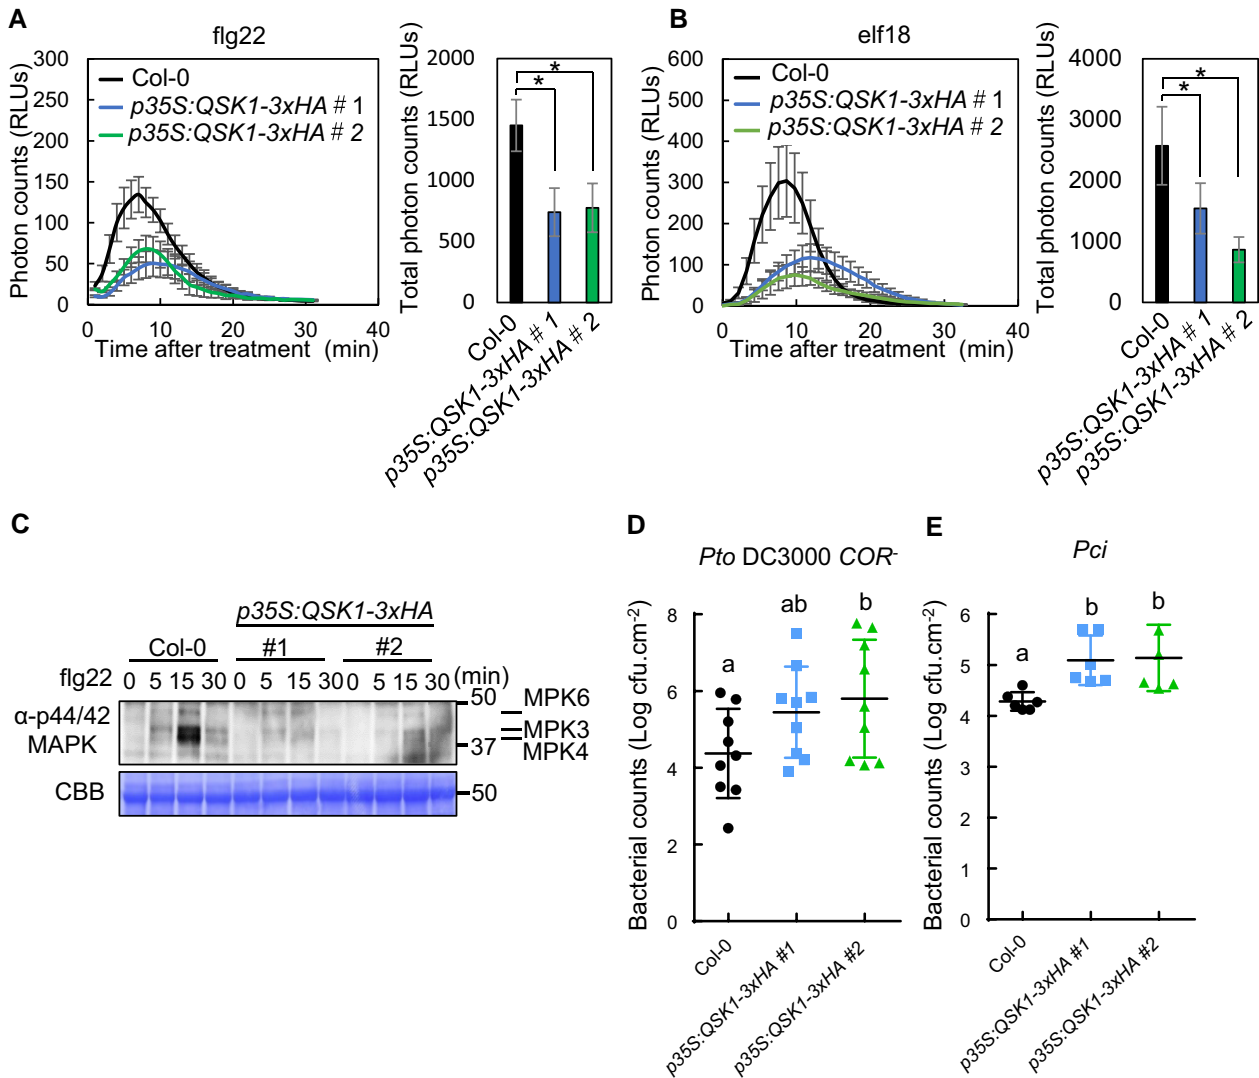 A
flg22
Photon counts (RLUs)
300
250
200
150
100
50
0
Col-0
p35S:QSK1-3xHA # 1
p35S:QSK1-3xHA # 2
0 10 20 30 40
Time after treatment (min)
Total photon counts (RLUs)
2000
1500
1000
500
0
* *
Col-0
p35S:QSK1-3xHA # 1
p35S:QSK1-3xHA # 2
B
elf18
Photon counts (RLUs)
600
500
400
300
200
100
0
Col-0
p35S:QSK1-3xHA # 1
p35S:QSK1-3xHA # 2
0 10 20 30 40
Time after treatment (min)
Total photon counts (RLUs)
4000
3000
2000
1000
0
* *
Col-0
p35S:QSK1-3xHA # 1
p35S:QSK1-3xHA # 2
C
p35S:QSK1-3xHA
Col-0 #1 #2
flg22 0 5 15 30 0 5 15 30 0 5 15 30 (min)
α-p44/42
MAPK
50
37
MPK6
MPK3
MPK4
CBB
50
D
Pto DC3000 COR-
Bacterial counts (Log cfu.cm-2)
8
6
4
2
0
a ab b
Col-0
p35S:QSK1-3xHA #1
p35S:QSK1-3xHA #2
E
Pci
Bacterial counts (Log cfu.cm-2)
6
5
4
3
2
1
0
a b b
Col-0
p35S:QSK1-3xHA #1
p35S:QSK1-3xHA #2